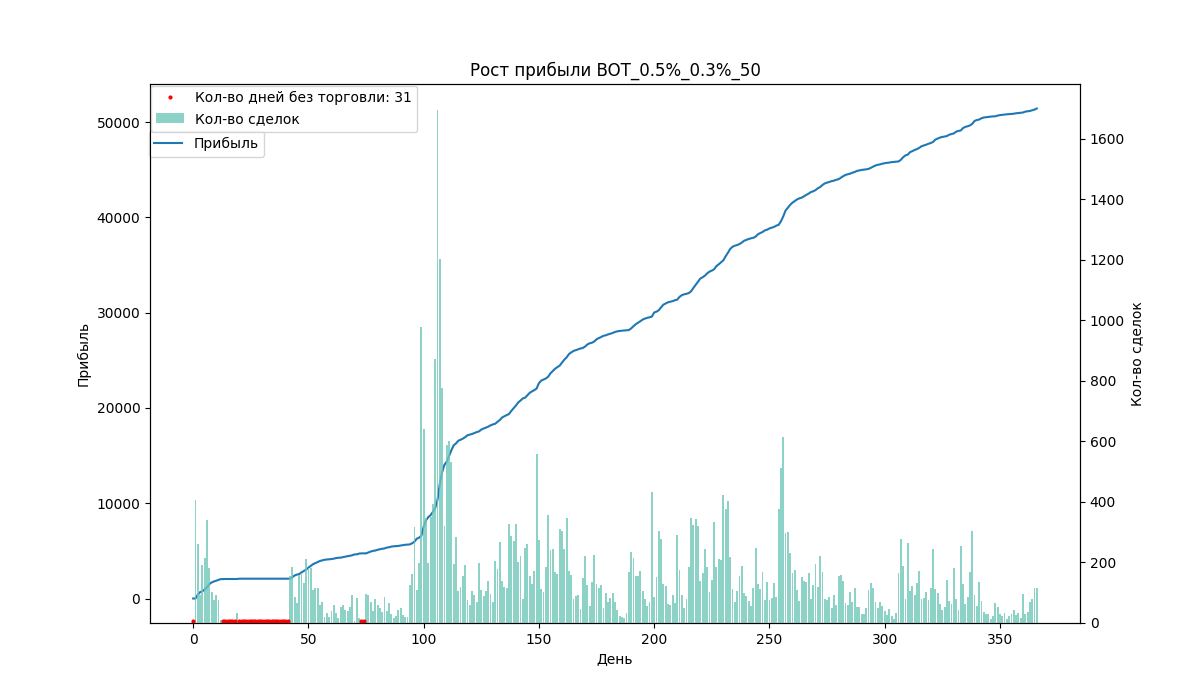 Рост прибыли BOT_0.5%_0.3%_50
Кол-во дней без торговли: 31
Кол-во сделок
Прибыль
50000
40000
30000
20000
10000
0
Прибыль
1600
1400
1200
1000
800
600
400
200
0
Кол-во сделок
0 50 100 150 200 250 300 350
День